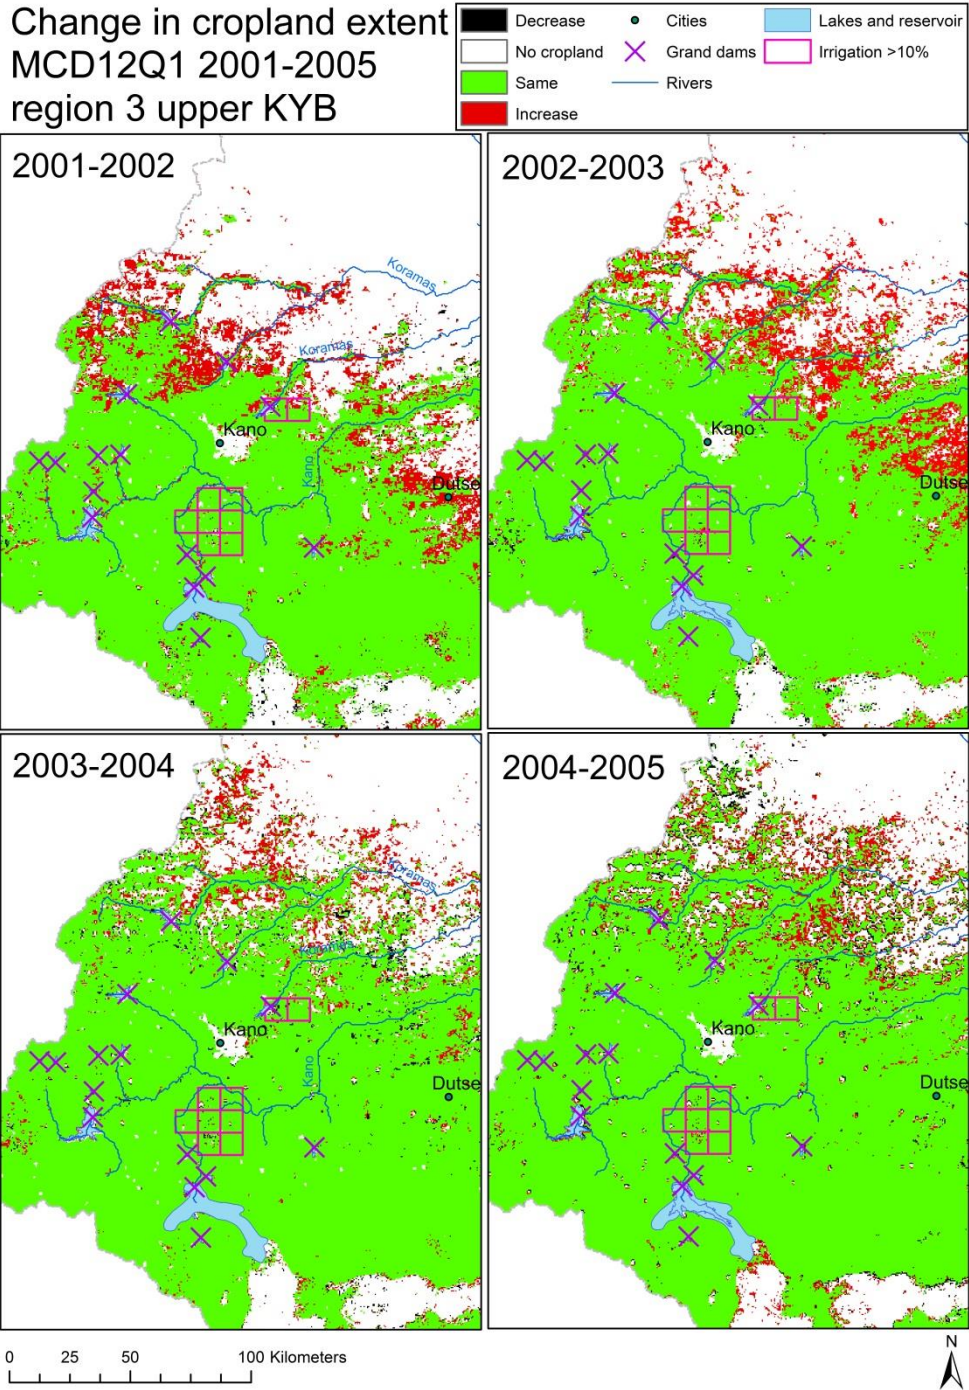 Change in cropland extent
MCD12Q1 2001-2005
region 3 upper KYB
Decrease
Cities
Lakes and reservoir
No cropland
Grand dams
Irrigation >10%
Same
Rivers
Increase
2001-2002
Koramas
Koramas
Kano
Kano
Dutse
2002-2003
Kano
Dutse
2003-2004
Koramas
Koramas
Kano
Kano
Dutse
2004-2005
Kano
Dutse
0 25 50 100 Kilometers
N